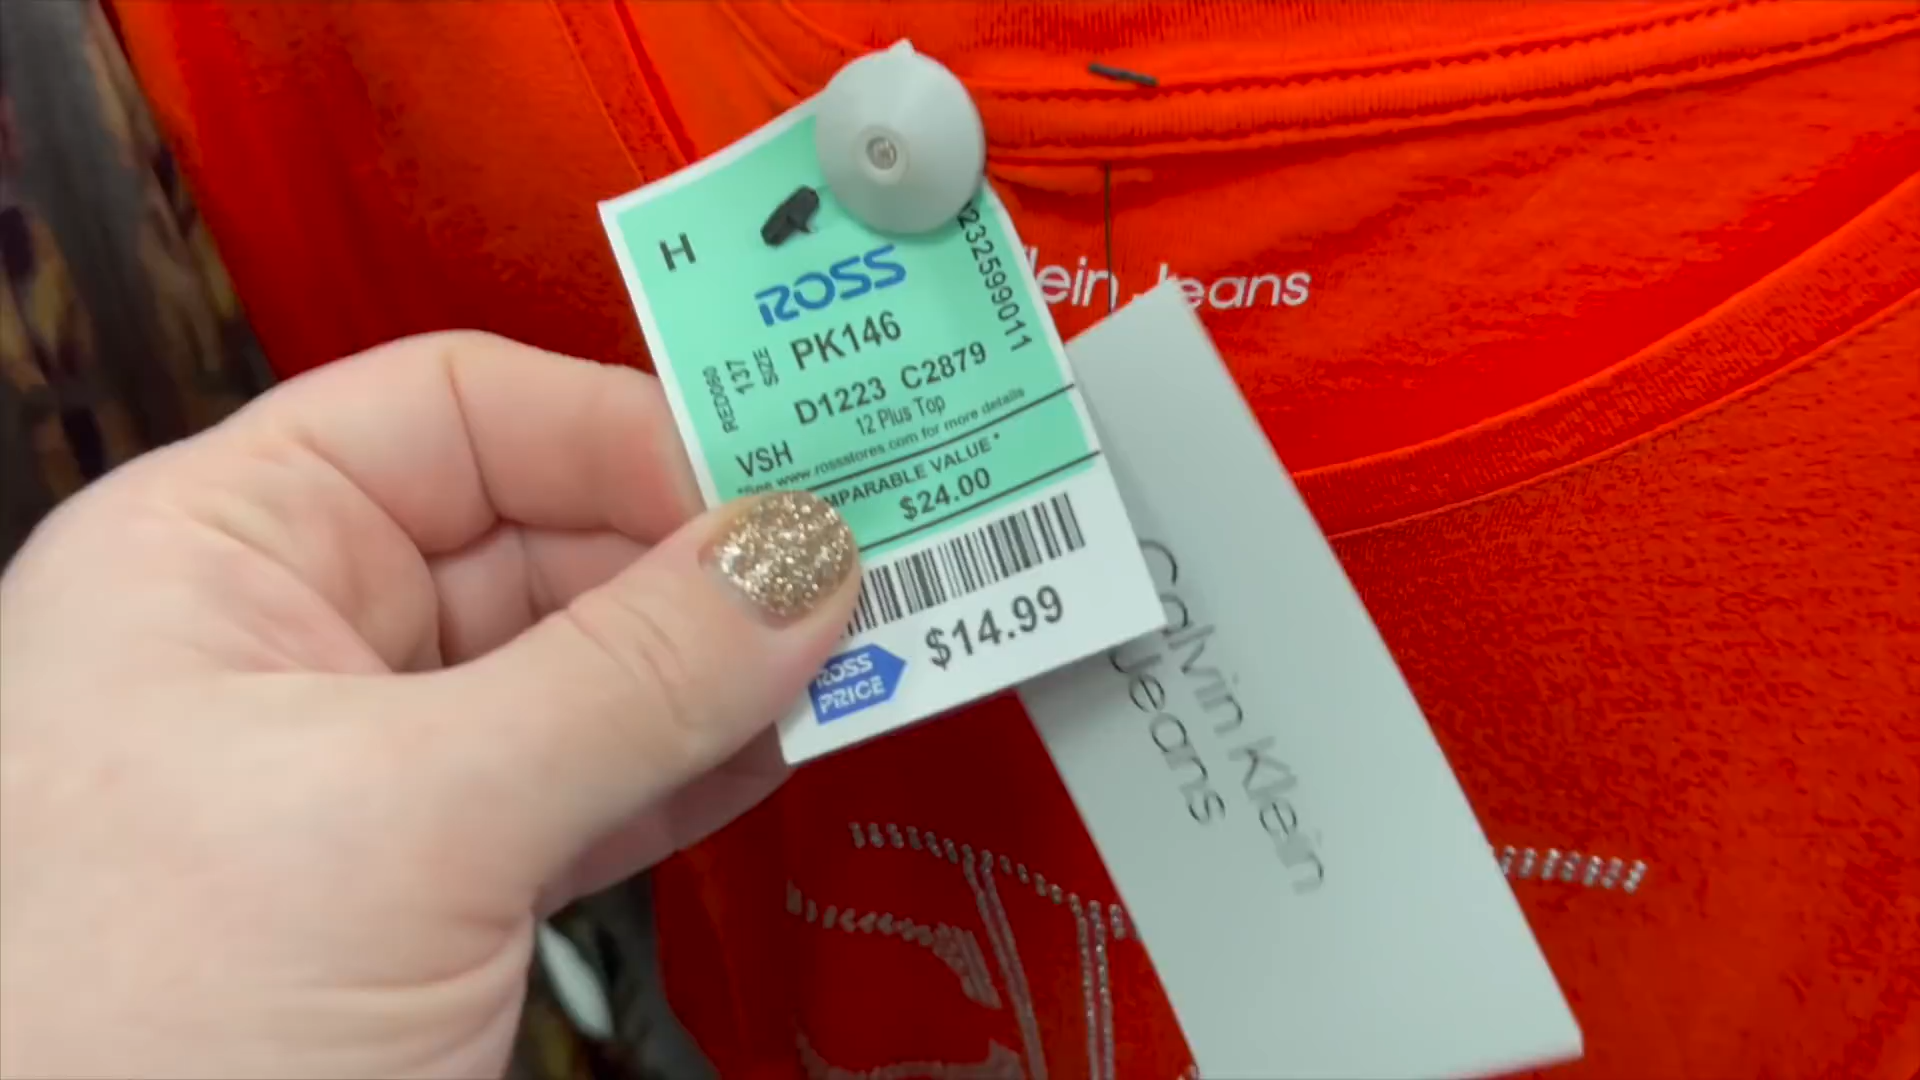 H
ROSS
PK146
D1223 C2879
12 Plus Top
VSH
RED060
137
SIZE
232599011
*See www.rossstores.com for more details
MPARABLE VALUE*
$24.00
$14.99
ROSS
PRICE
lein Jeans
Calvin Klein
Jeans